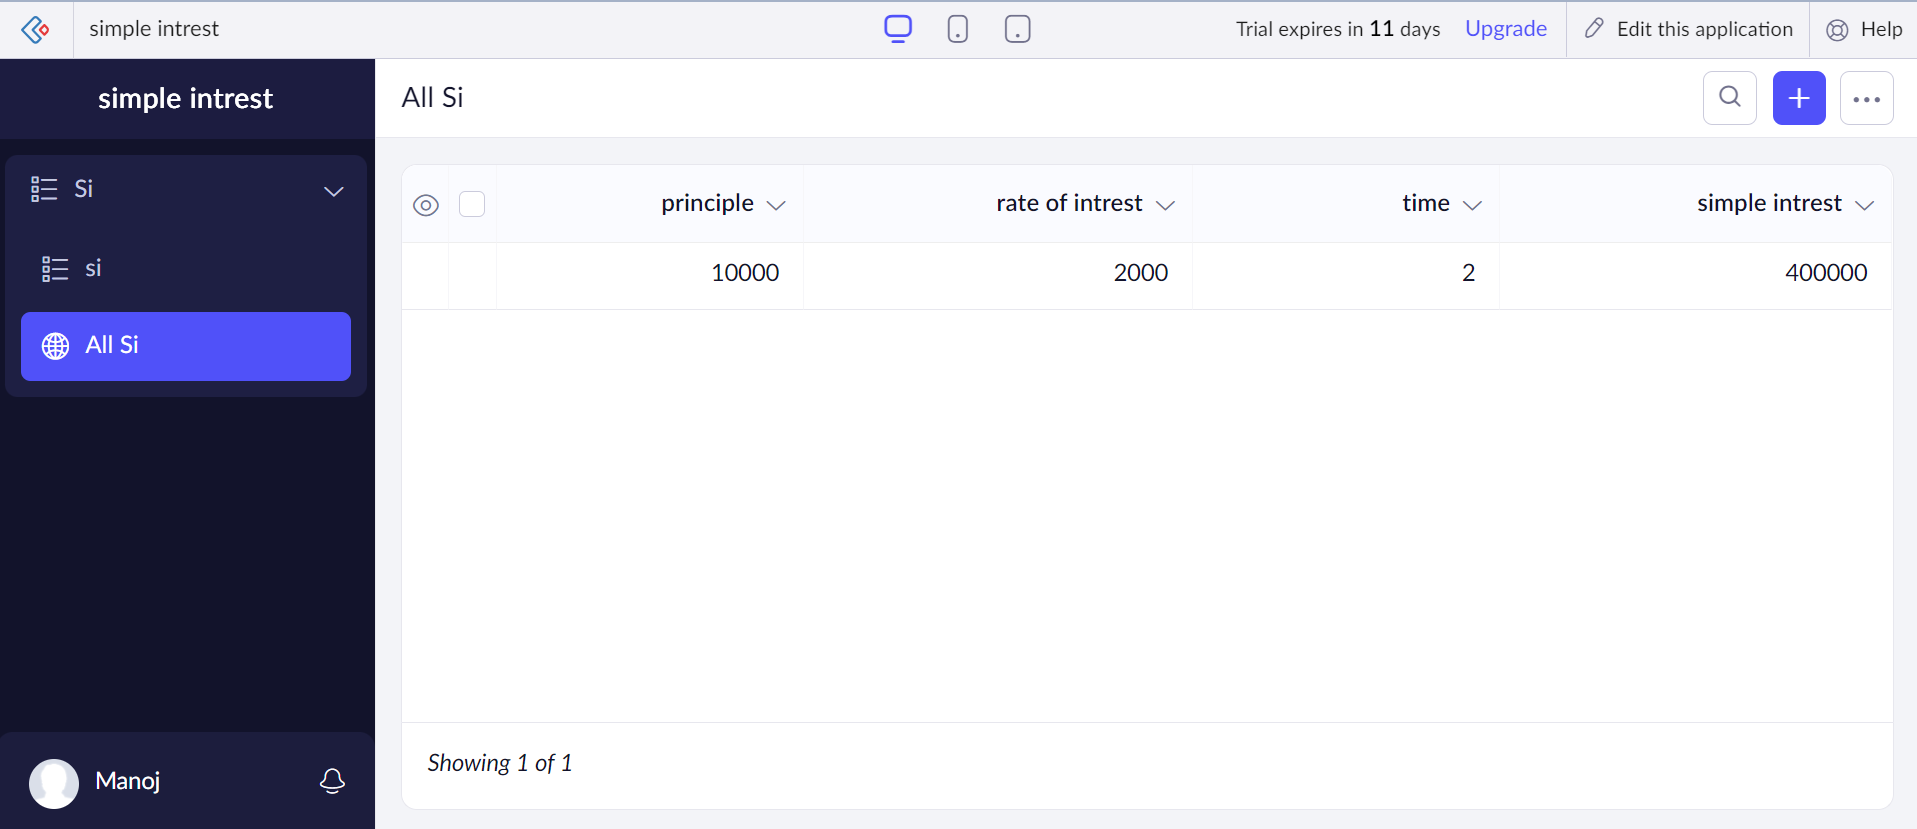 simple intrest
Trial expires in 11 days Upgrade Edit this application Help
simple intrest
Si
si
All Si
Manoj
All Si
principle rate of intrest time simple intrest
10000 2000 2 400000
Showing 1 of 1